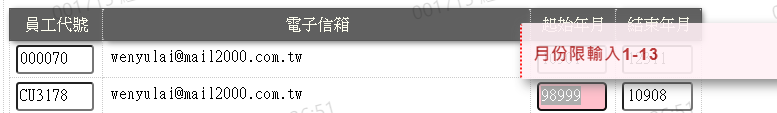 員工代號 電子信箱 起始年月 結束年月
月份限輸入1-13
000070 wenyulai@mail2000.com.tw
CU3178 wenyulai@mail2000.com.tw 98999 10908